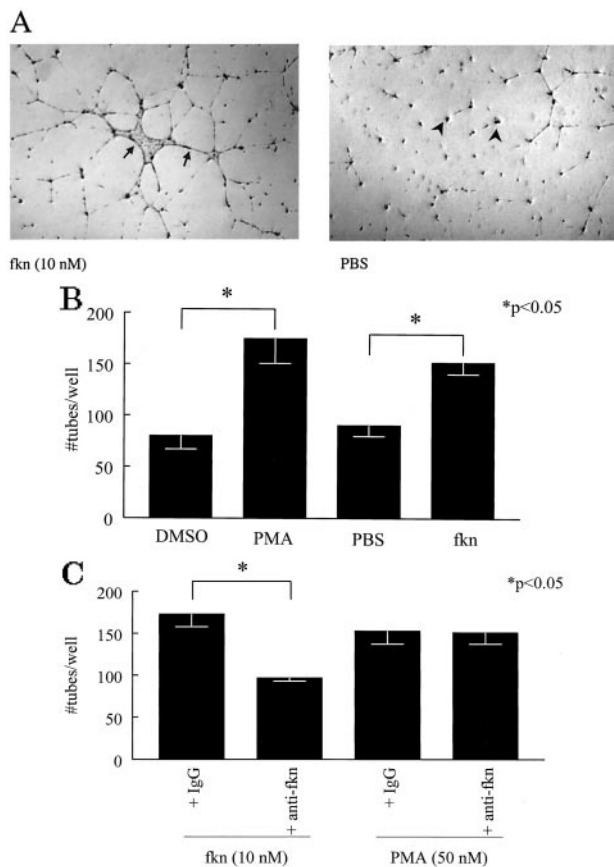 A
fkn (10 nM)
PBS
B
*
*
*p<0.05
200
150
100
50
0
#tubes/well
DMSO
PMA
PBS
fkn
C
*
*p<0.05
200
150
100
50
0
#tubes/well
+ IgG
+ anti-fkn
+ IgG
+ anti-fkn
fkn (10 nM)
PMA (50 nM)